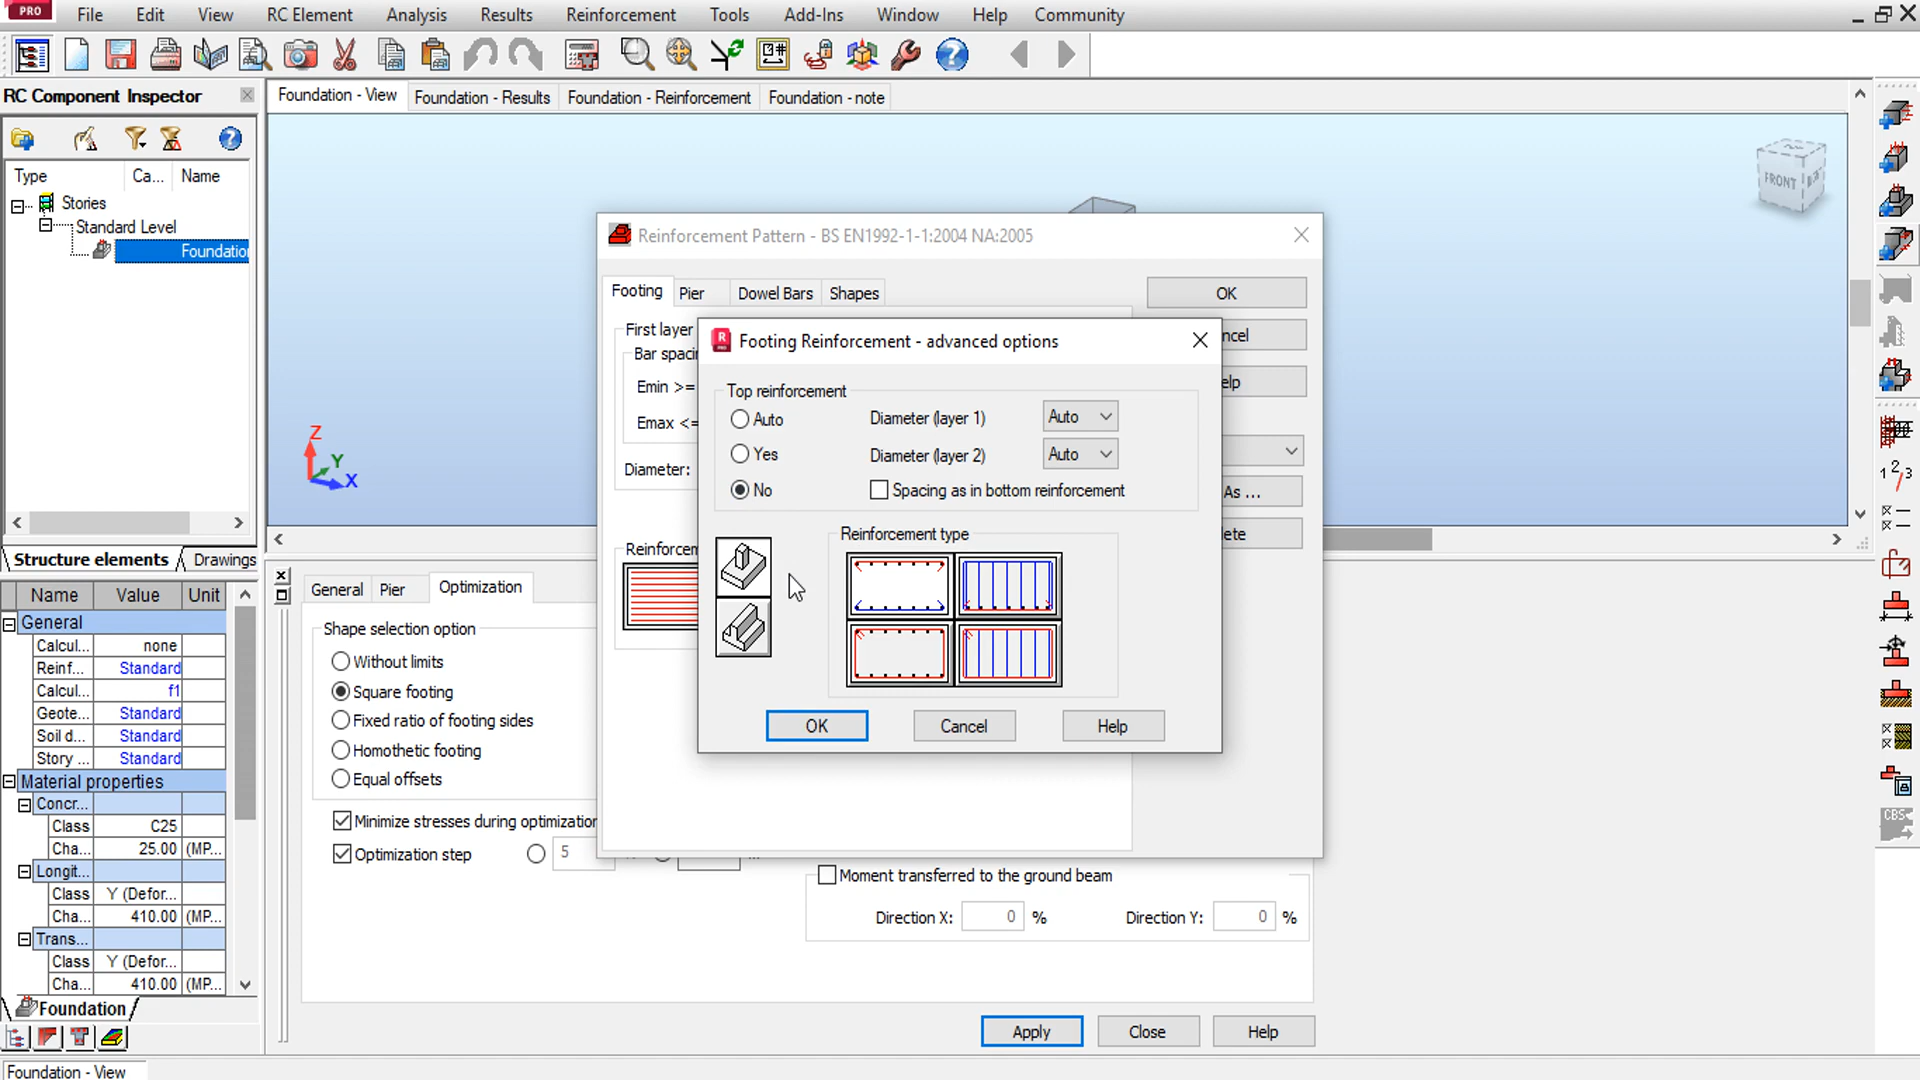 PRO File Edit View RC Element Analysis Results Reinforcement Tools Add-Ins Window Help Community
RC Component Inspector
Foundation - View Foundation - Results Foundation - Reinforcement Foundation - note
Type Ca... Name
Stories
Standard Level
Foundatio
FRONT
Z
Y
X
Structure elements Drawings
Name Value Unit
General
Calcul... none
Reinf... Standard
Calcul... f1
Geote... Standard
Soil d... Standard
Story ... Standard
Material properties
Concr...
Class C25
Cha... 25.00 (MP...
Longit...
Class Y (Defor...
Cha... 410.00 (MP...
Trans...
Class Y (Defor...
Cha... 410.00 (MP...
Foundation
Foundation - View
General Pier Optimization
Shape selection option
Without limits
Square footing
Fixed ratio of footing sides
Homothetic footing
Equal offsets
Minimize stresses during optimization
Optimization step 5
Moment transferred to the ground beam
Direction X: 0 % Direction Y: 0 %
Apply Close Help
Reinforcement Pattern - BS EN1992-1-1:2004 NA:2005
Footing Pier Dowel Bars Shapes
OK
ncel
elp
As ...
lete
First layer
Bar spaci
Emin >=
Emax <=
Diameter:
Reinforcen
Footing Reinforcement - advanced options
Top reinforcement
Auto Diameter (layer 1) Auto
Yes Diameter (layer 2) Auto
No Spacing as in bottom reinforcement
Reinforcement type
OK Cancel Help
CBS